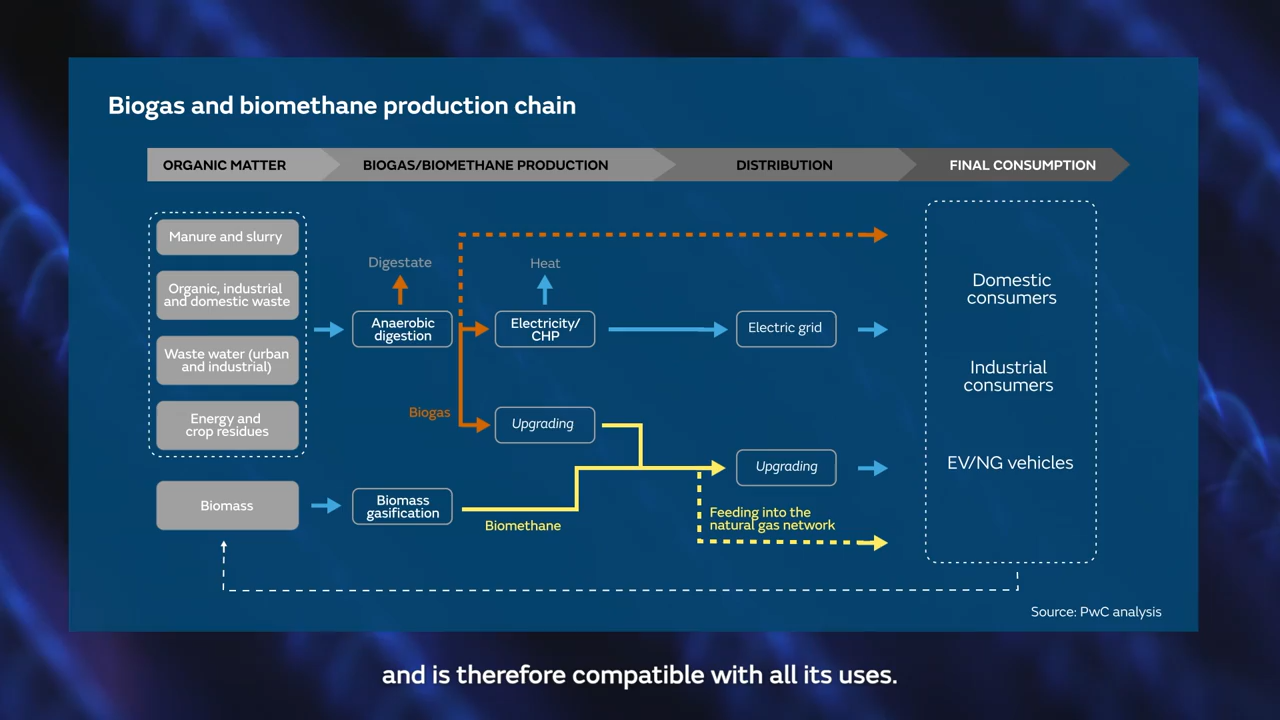 Biogas and biomethane production chain
ORGANIC MATTER
BIOGAS/BIOMETHANE PRODUCTION
DISTRIBUTION
FINAL CONSUMPTION
Manure and slurry
Organic, industrial
and domestic waste
Waste water (urban
and industrial)
Energy and
crop residues
Biomass
Digestate
Anaerobic
digestion
Biogas
Biomass
gasification
Heat
Electricity/
CHP
Upgrading
Biomethane
Electric grid
Upgrading
Feeding into the
natural gas network
Domestic
consumers
Industrial
consumers
EV/NG vehicles
Source: PwC analysis
and is therefore compatible with all its uses.